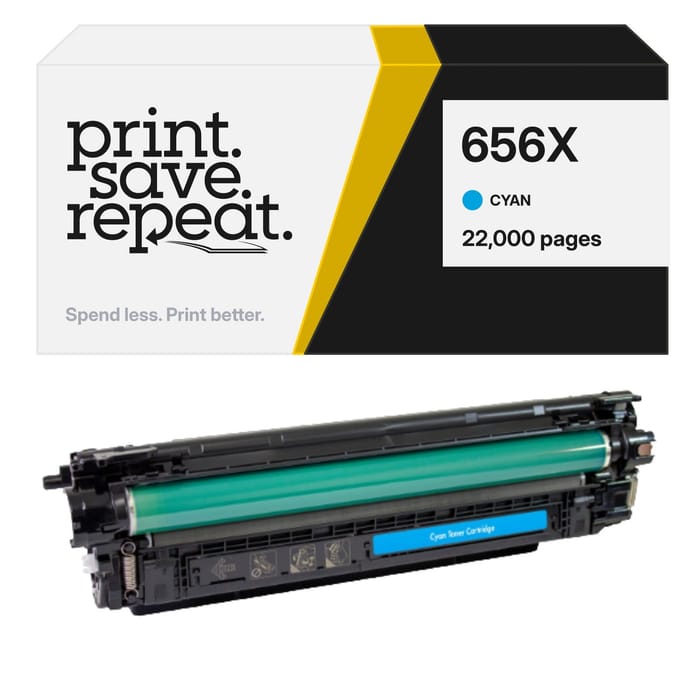 print.
save.
repeat.
Spend less. Print better.
656X
CYAN
22,000 pages
Cyan Toner Cartridge